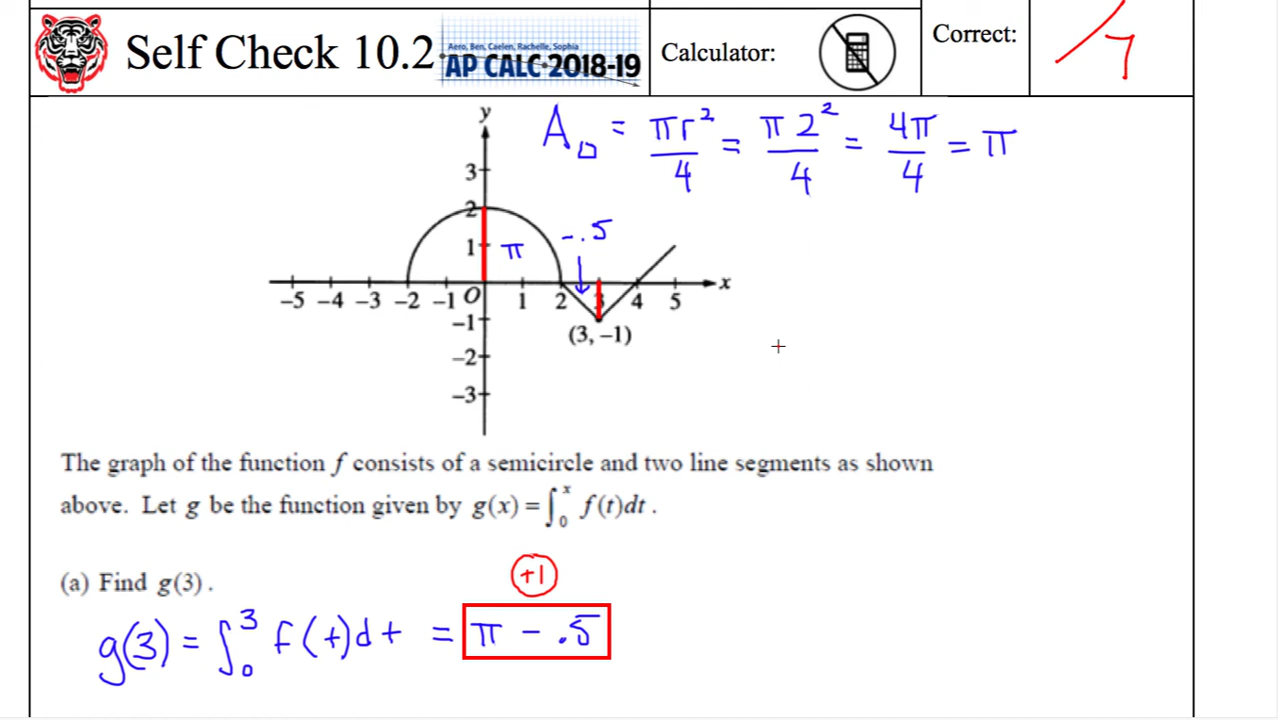 Self Check 10.2
Aero, Ben, Caelen, Rachelle, Sophia
AP CALC•2018-19
Calculator:
Correct:
/7
A□ = πr²/4 = π2²/4 = 4π/4 = π
y
3
2
1
π
-.5
-5 -4 -3 -2 -1 O 1 2 3 4 5 x
-1
(3, -1)
-2
-3
The graph of the function f consists of a semicircle and two line segments as shown
above. Let g be the function given by g(x) = ∫₀ˣ f(t)dt .
+1
(a) Find g(3) .
g(3) = ∫₀³ f(t)dt = π - .5